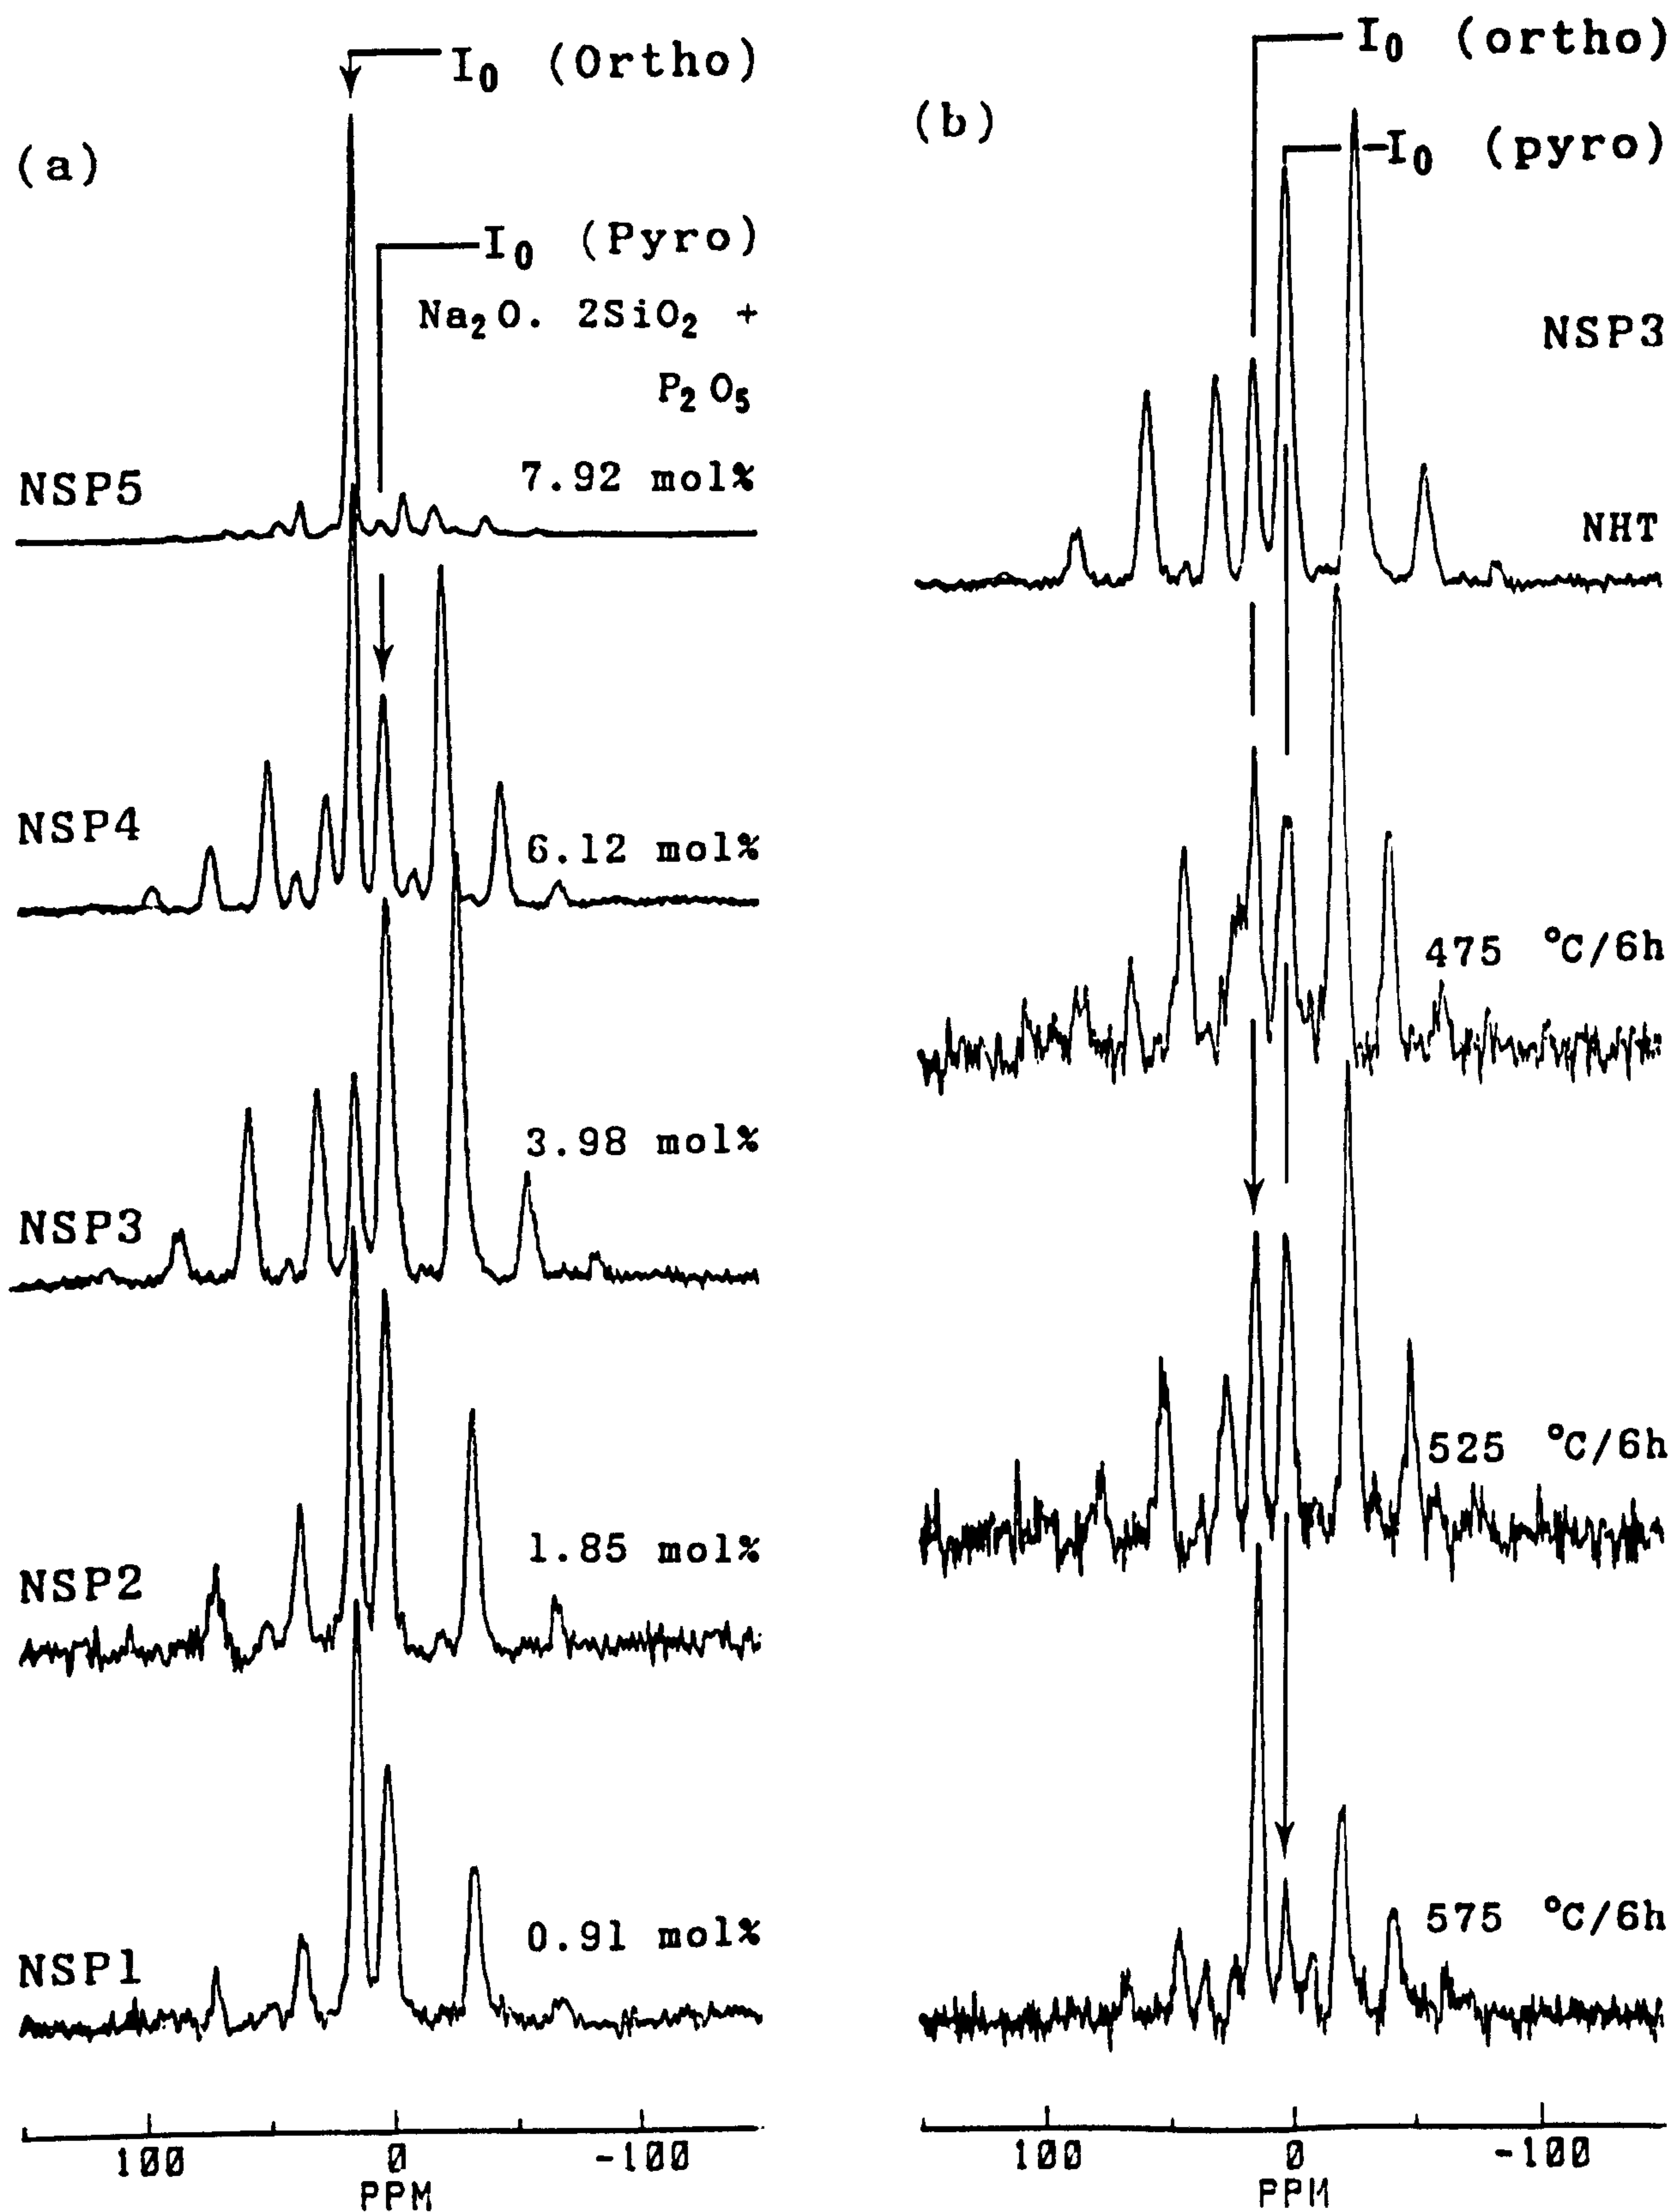 (a)
I₀ (Ortho)
I₀ (Pyro)
Na₂O. 2SiO₂ +
P₂O₅
NSP5
7.92 mol%
NSP4
6.12 mol%
3.98 mol%
NSP3
1.85 mol%
NSP2
0.91 mol%
NSP1
100 0 -100
PPM
(b)
I₀ (ortho)
I₀ (pyro)
NSP3
NHT
475 °C/6h
525 °C/6h
575 °C/6h
100 0 -100
PPM